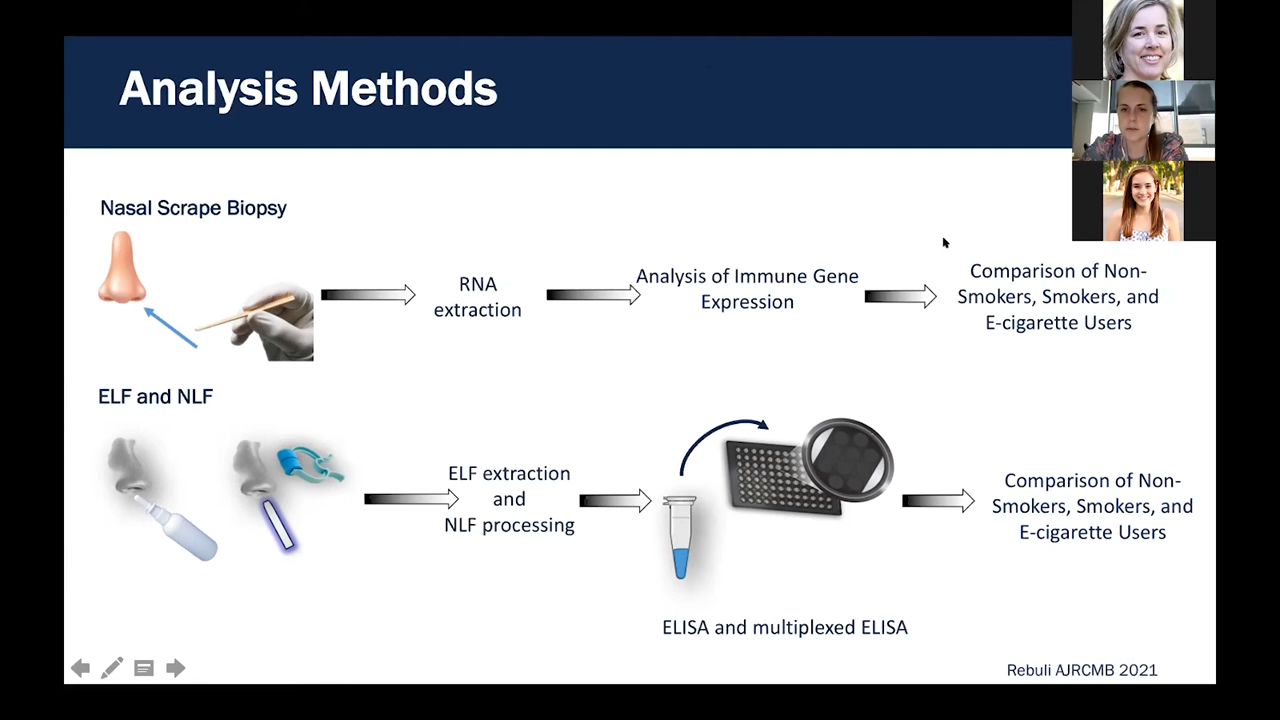 Analysis Methods
Nasal Scrape Biopsy
RNA
extraction
Analysis of Immune Gene
Expression
Comparison of Non-
Smokers, Smokers, and
E-cigarette Users
ELF and NLF
ELF extraction
and
NLF processing
Comparison of Non-
Smokers, Smokers, and
E-cigarette Users
ELISA and multiplexed ELISA
Rebuli AJRCMB 2021